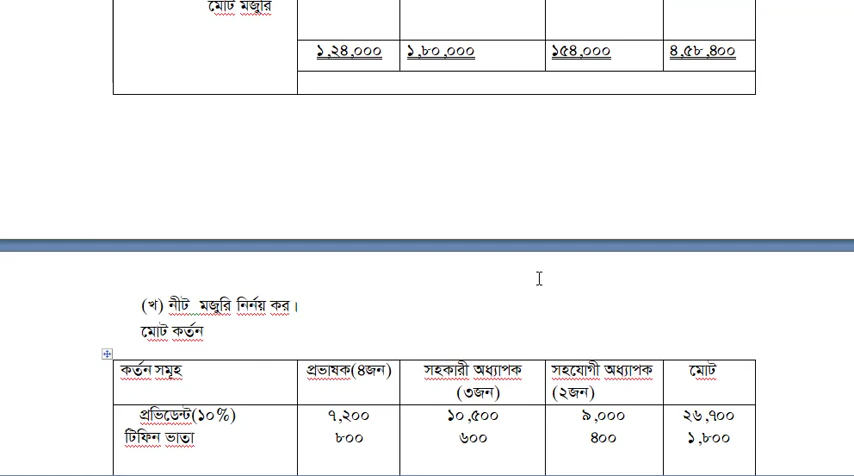 মোট মজুরি
১,২৪,০০০ ১,৮০,০০০ ১৫৪,০০০ ৪,৫৮,৪০০
(খ) নীট মজুরি নির্নয় কর।
মোট কর্তন
কর্তন সমূহ প্রভাষক(৪জন) সহকারী অধ্যাপক সহযোগী অধ্যাপক মোট
(৩জন) (২জন)
প্রভিডেন্ট(১০%) ৭,২০০ ১০,৫০০ ৯,০০০ ২৬,৭০০
টিফিন ভাতা ৮০০ ৬০০ ৪০০ ১,৮০০